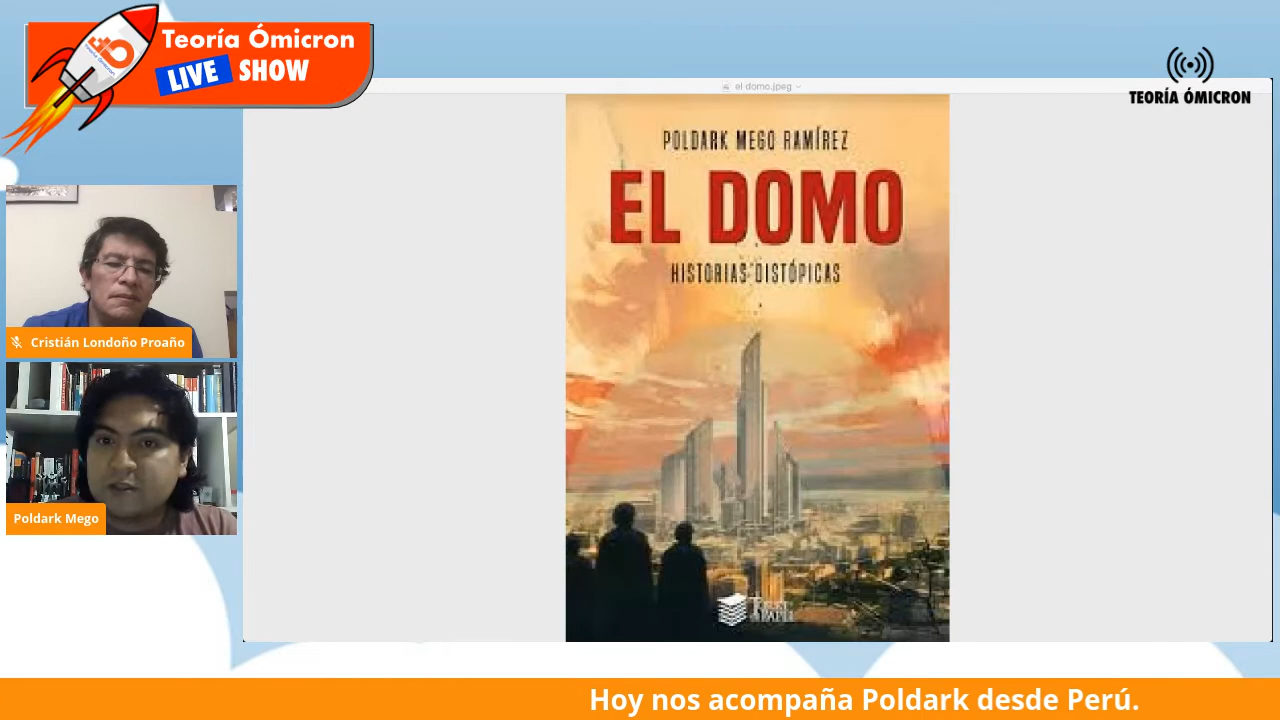 Teoría Ómicron
LIVE SHOW
TEORÍA ÓMICRON
el domo.jpeg
POLDARK MEGO RAMÍREZ
EL DOMO
HISTORIAS DISTÓPICAS
Cristián Londoño Proaño
Poldark Mego
Hoy nos acompaña Poldark desde Perú.